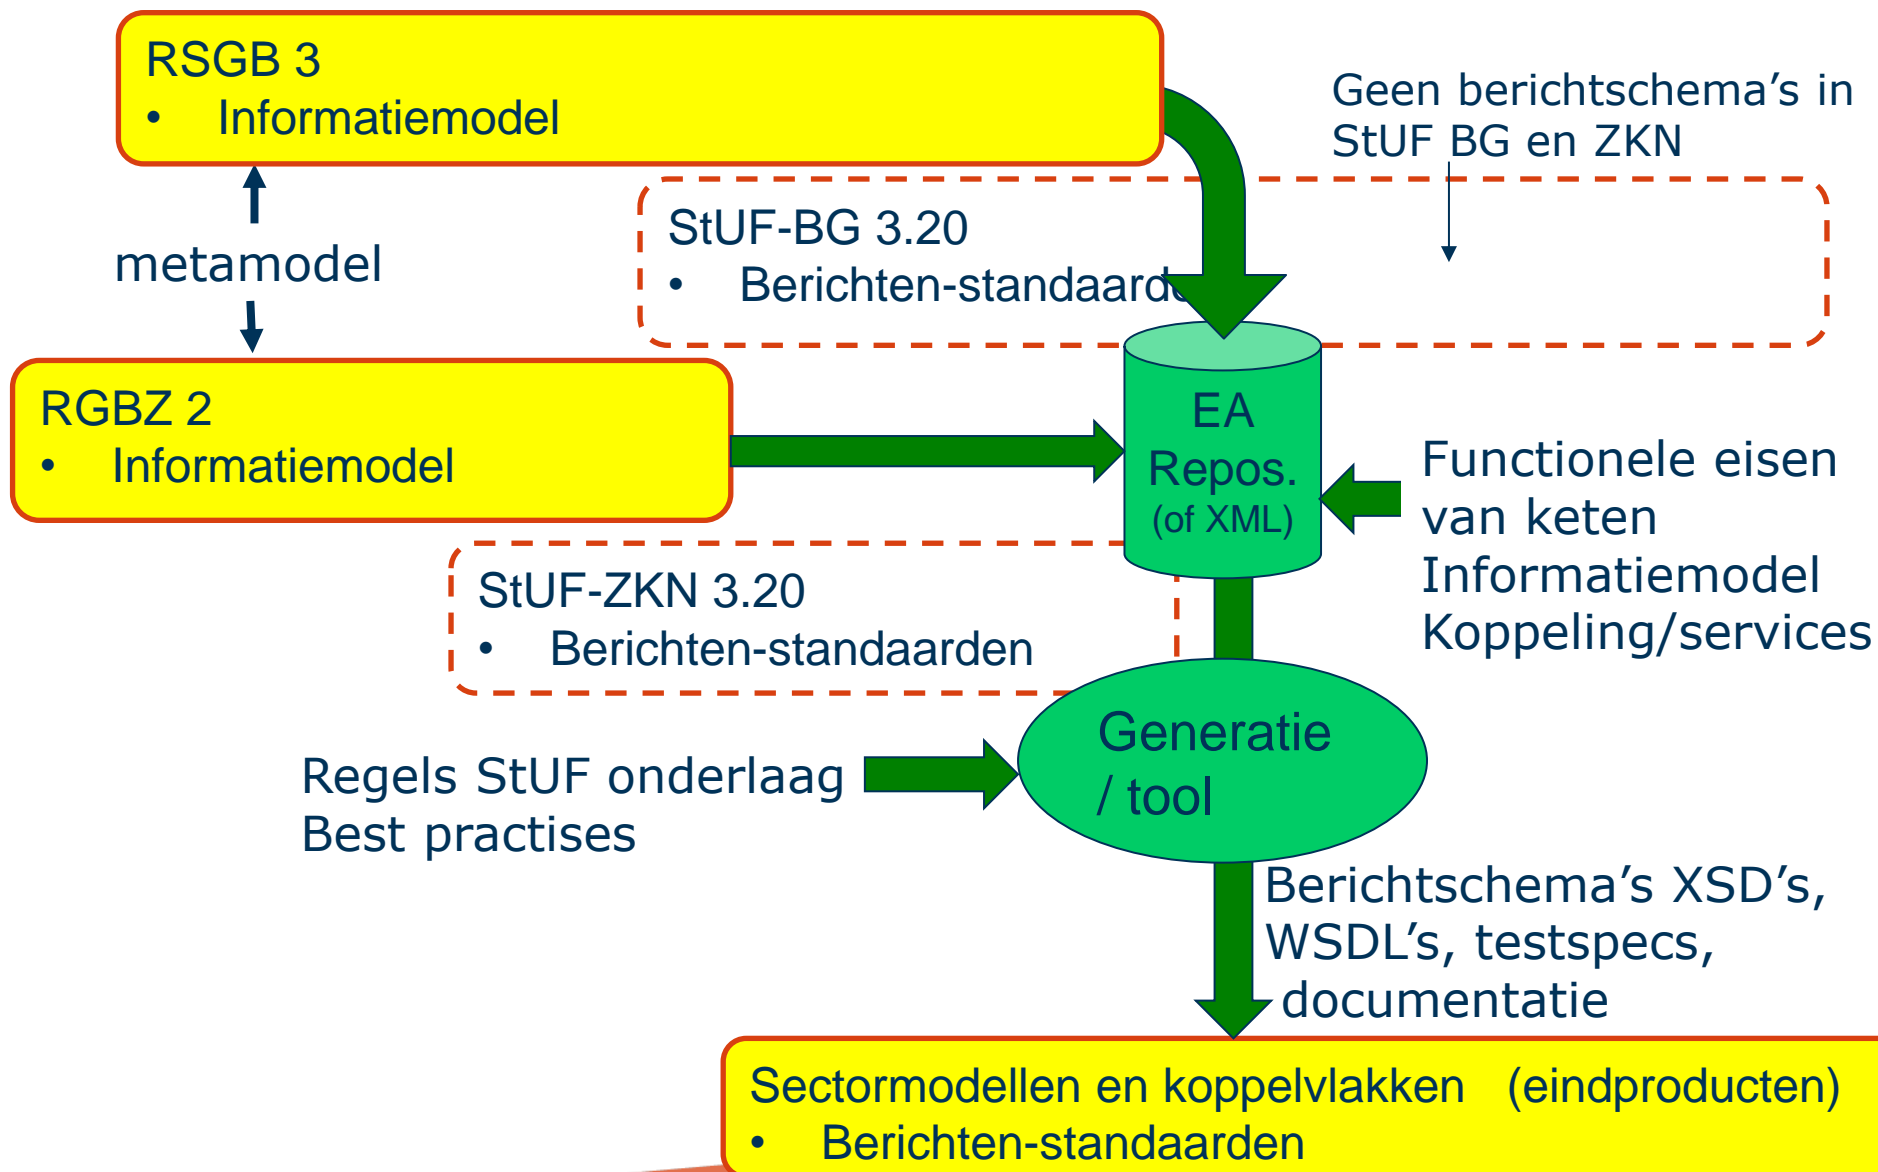 RSGB 3
• Informatiemodel
Geen berichtschema's in
StUF BG en ZKN
StUF-BG 3.20
• Berichten-standaarde
metamodel
RGBZ 2
• Informatiemodel
EA
Repos.
(of XML)
Functionele eisen
van keten
Informatiemodel
Koppeling/services
StUF-ZKN 3.20
• Berichten-standaarden
Generatie
/ tool
Regels StUF onderlaag
Best practises
Berichtschema's XSD's,
WSDL's, testspecs,
documentatie
Sectormodellen en koppelvlakken (eindproducten)
• Berichten-standaarden